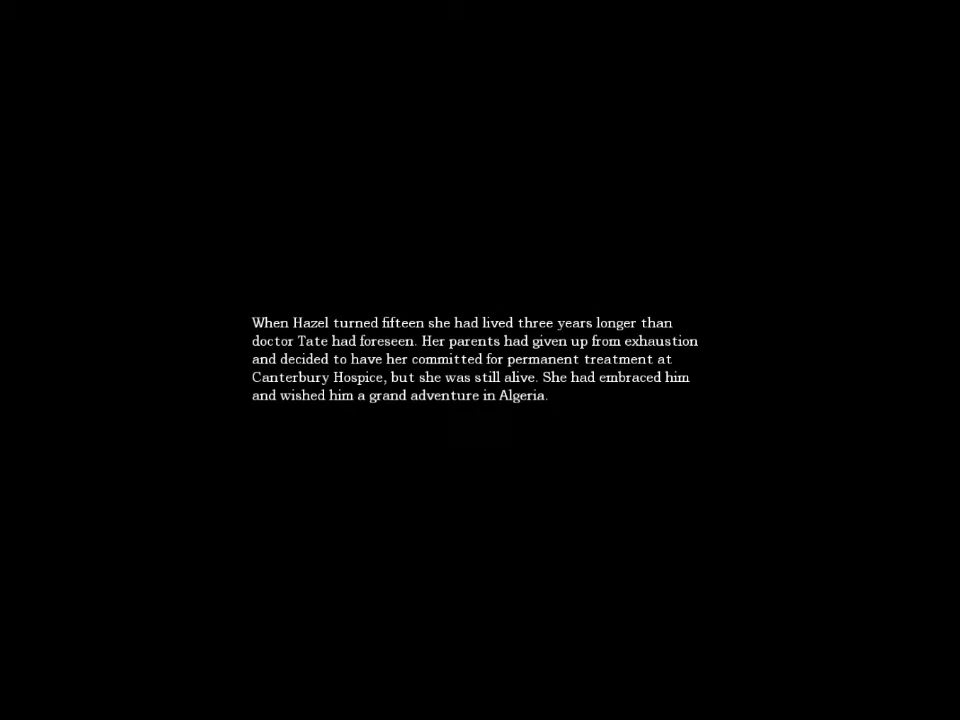 When Hazel turned fifteen she had lived three years longer than
doctor Tate had foreseen. Her parents had given up from exhaustion
and decided to have her committed for permanent treatment at
Canterbury Hospice, but she was still alive. She had embraced him
and wished him a grand adventure in Algeria.